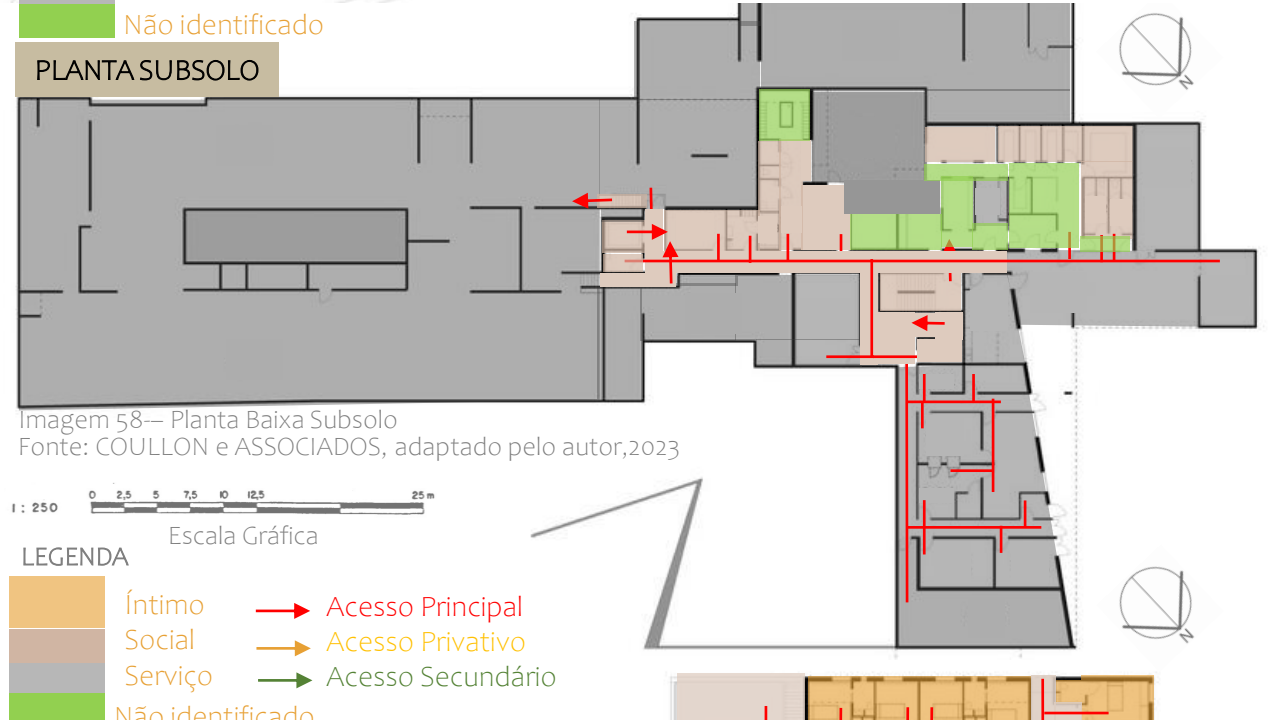 Não identificado
PLANTA SUBSOLO
N
Imagem 58-– Planta Baixa Subsolo
Fonte: COULLON e ASSOCIADOS, adaptado pelo autor,2023
1 : 250
0 2,5 5 7,5 10 12,5 25 m
Escala Gráfica
LEGENDA
Íntimo
Acesso Principal
Social
Acesso Privativo
Serviço
Acesso Secundário
N
Não identificado